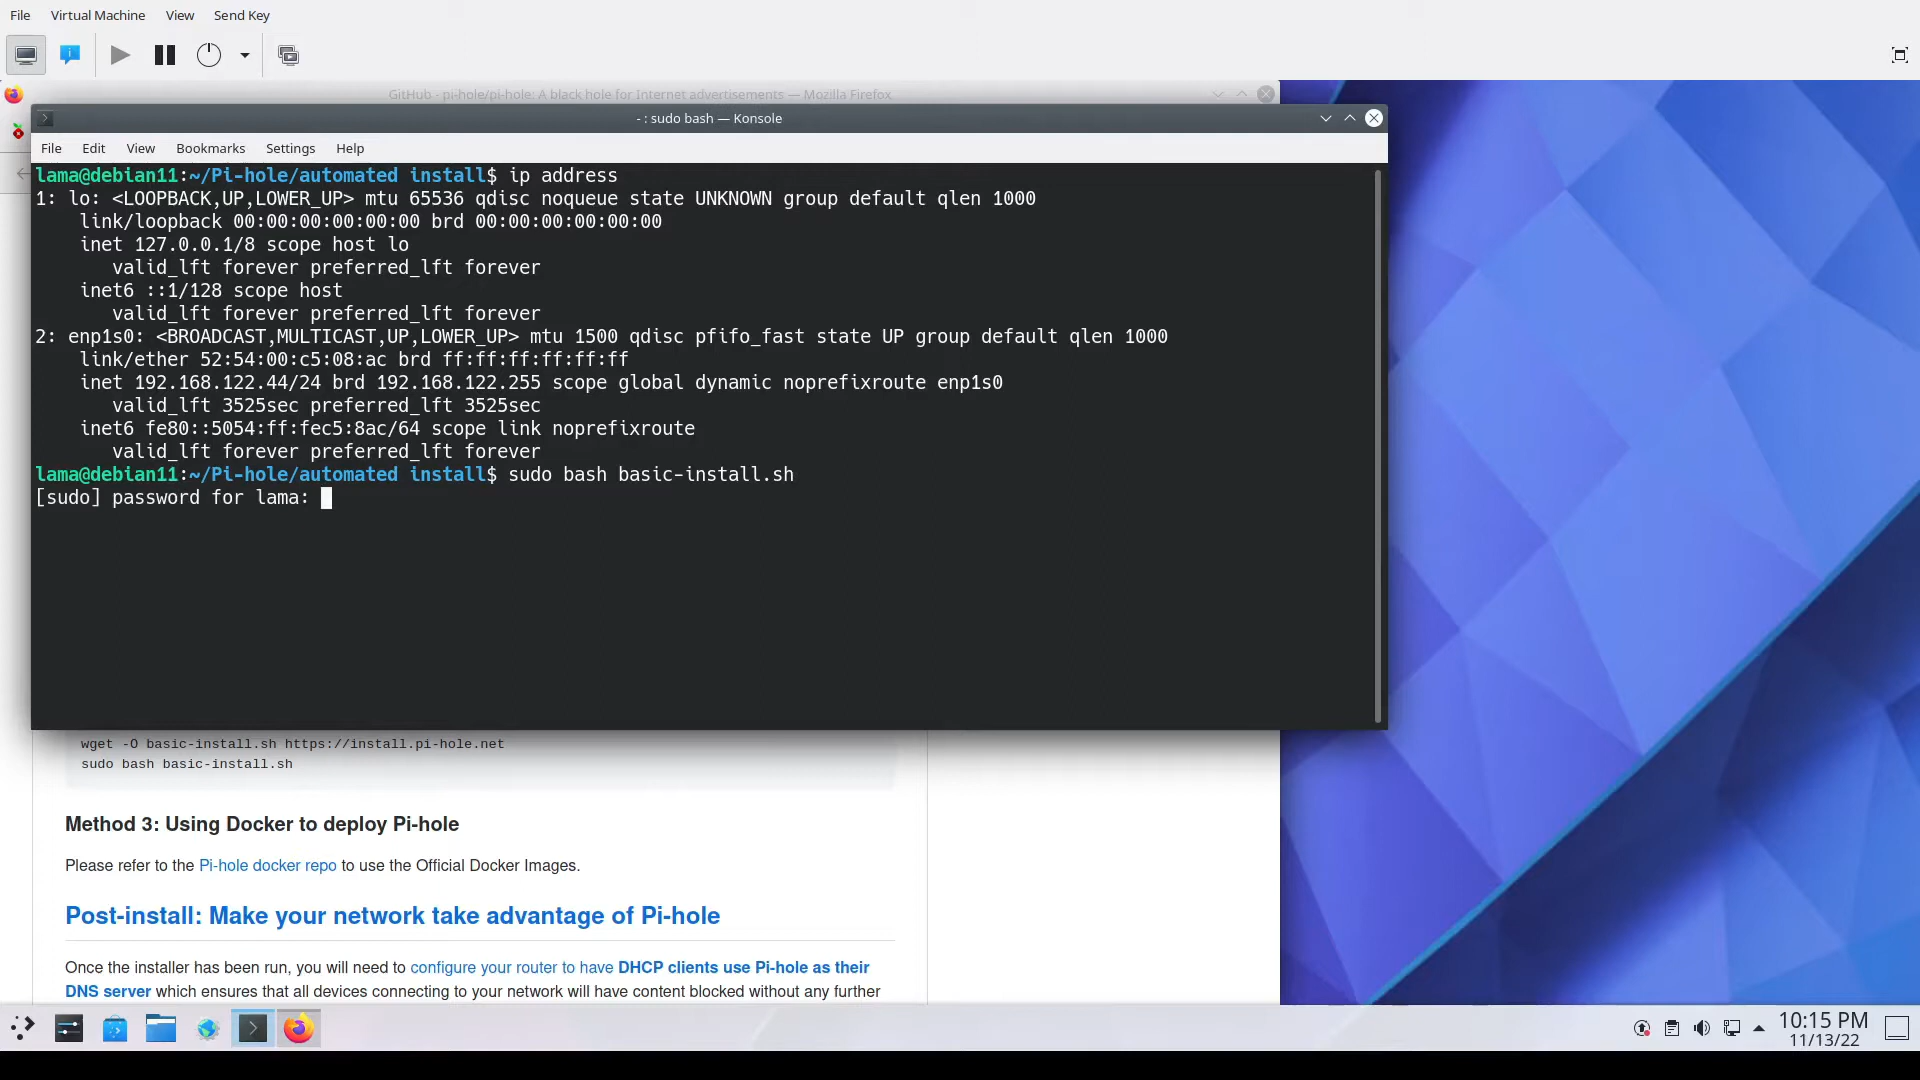 File Virtual Machine View Send Key
GitHub - pi-hole/pi-hole: A black hole for Internet advertisements — Mozilla Firefox
- : sudo bash — Konsole
File Edit View Bookmarks Settings Help
lama@debian11:~/Pi-hole/automated install$ ip address
1: lo: <LOOPBACK,UP,LOWER_UP> mtu 65536 qdisc noqueue state UNKNOWN group default qlen 1000
link/loopback 00:00:00:00:00:00 brd 00:00:00:00:00:00
inet 127.0.0.1/8 scope host lo
valid_lft forever preferred_lft forever
inet6 ::1/128 scope host
valid_lft forever preferred_lft forever
2: enp1s0: <BROADCAST,MULTICAST,UP,LOWER_UP> mtu 1500 qdisc pfifo_fast state UP group default qlen 1000
link/ether 52:54:00:c5:08:ac brd ff:ff:ff:ff:ff:ff
inet 192.168.122.44/24 brd 192.168.122.255 scope global dynamic noprefixroute enp1s0
valid_lft 3525sec preferred_lft 3525sec
inet6 fe80::5054:ff:fec5:8ac/64 scope link noprefixroute
valid_lft forever preferred_lft forever
lama@debian11:~/Pi-hole/automated install$ sudo bash basic-install.sh
[sudo] password for lama:
wget -O basic-install.sh https://install.pi-hole.net
sudo bash basic-install.sh
Method 3: Using Docker to deploy Pi-hole
Please refer to the Pi-hole docker repo to use the Official Docker Images.
Post-install: Make your network take advantage of Pi-hole
Once the installer has been run, you will need to configure your router to have DHCP clients use Pi-hole as their
DNS server which ensures that all devices connecting to your network will have content blocked without any further
10:15 PM
11/13/22